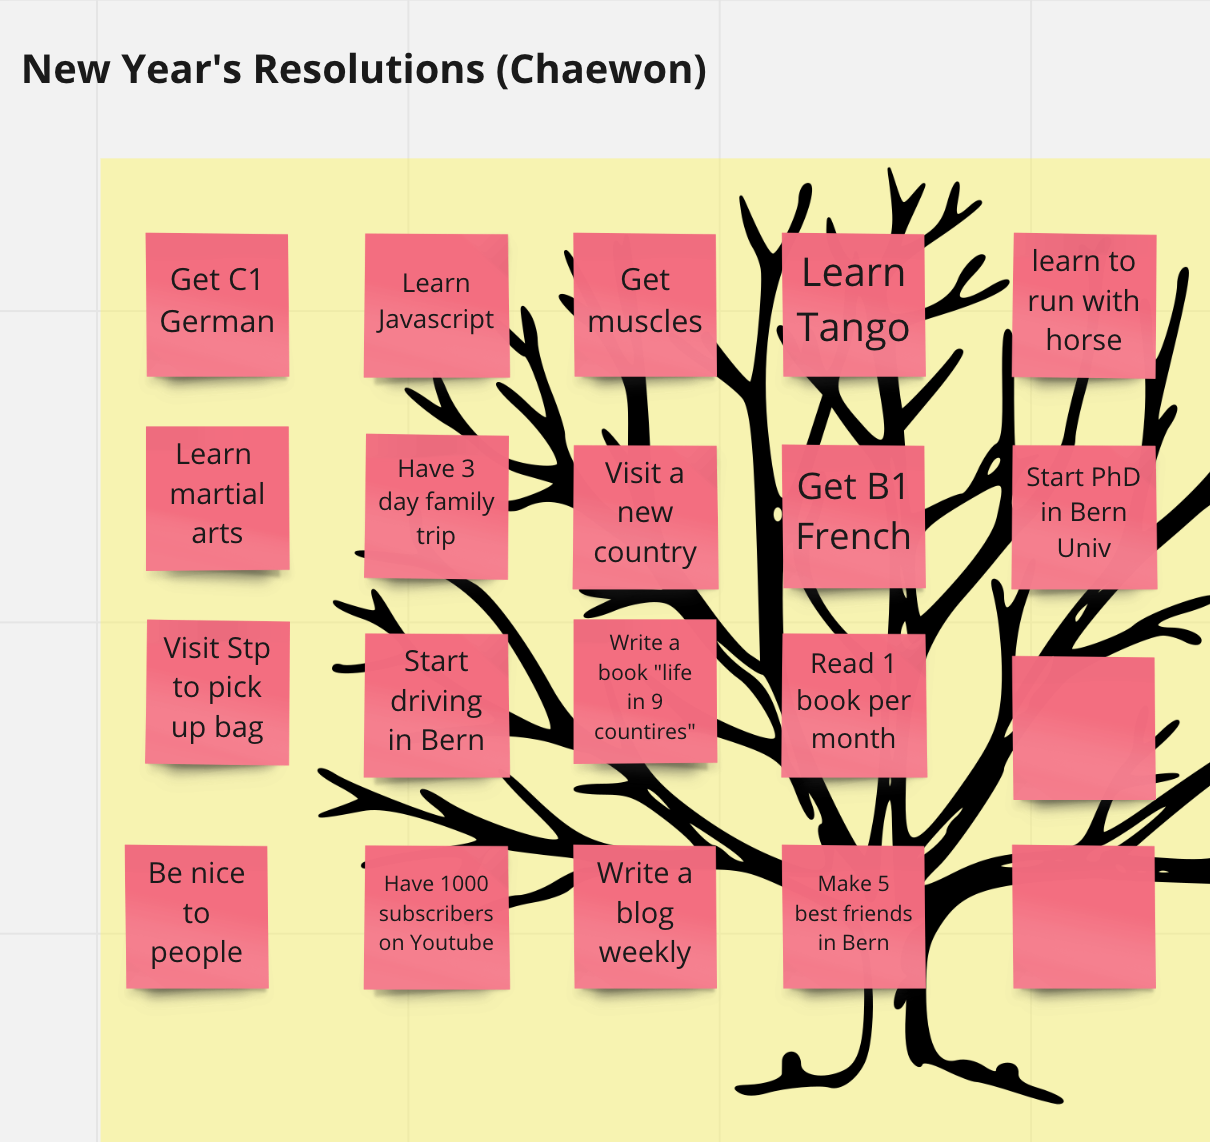 New Year's Resolutions (Chaewon)
Get C1
German
Learn
Javascript
Get
muscles
Learn
Tango
learn to
run with
horse
Learn
martial
arts
Have 3
day family
trip
Visit a
new
country
Get B1
French
Start PhD
in Bern
Univ
Visit Stp
to pick
up bag
Start
driving
in Bern
Write a
book "life
in 9
countires"
Read 1
book per
month
Be nice
to
people
Have 1000
subscribers
on Youtube
Write a
blog
weekly
Make 5
best friends
in Bern